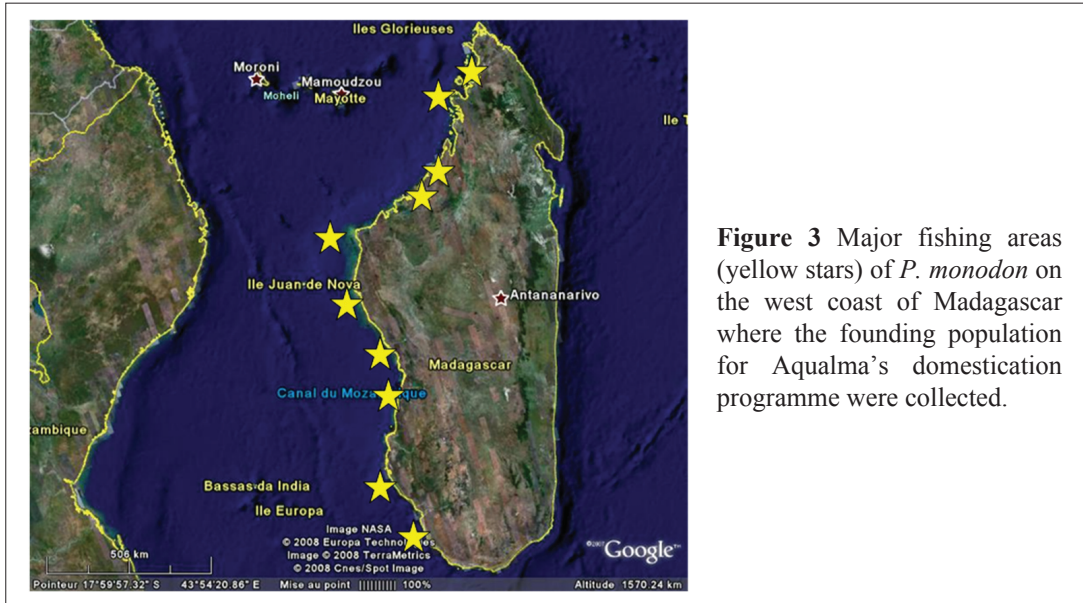 Iles Glorieuses
Moroni
Mamoudzou
Moheli
Mayotte
Ile T
Ile Juan de Nova
Antananarivo
Madagascar
Canal du Mozambique
zambique
Bassas da India
Ile Europa
Image NASA
© 2008 Europa Technologies
Image © 2008 TerraMetrics
© 2008 Cnes/Spot Image
506 km
©2007 Google™
Pointeur 17°59'57.32" S 43°54'20.86" E Mise au point |||||||||| 100% Altitude 1570.24 km
Figure 3 Major fishing areas
(yellow stars) of P. monodon on
the west coast of Madagascar
where the founding population
for Aqualma's domestication
programme were collected.